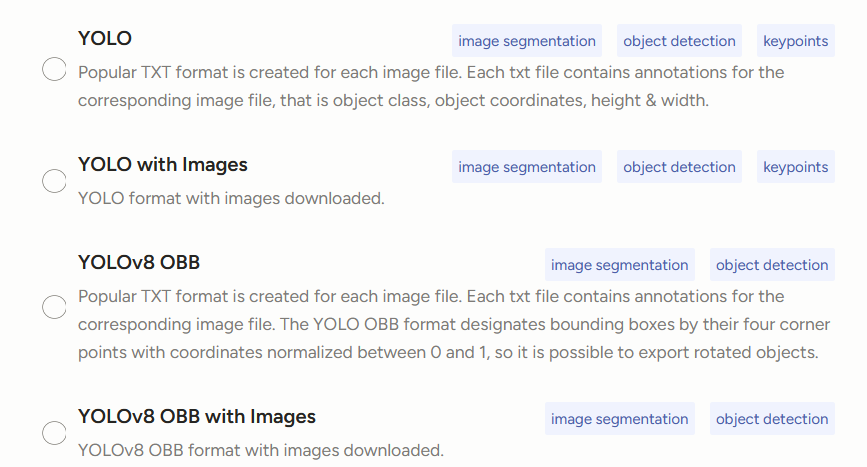 YOLO
image segmentation object detection keypoints
Popular TXT format is created for each image file. Each txt file contains annotations for the
corresponding image file, that is object class, object coordinates, height & width.
YOLO with Images
image segmentation object detection keypoints
YOLO format with images downloaded.
YOLOv8 OBB
image segmentation object detection
Popular TXT format is created for each image file. Each txt file contains annotations for the
corresponding image file. The YOLO OBB format designates bounding boxes by their four corner
points with coordinates normalized between 0 and 1, so it is possible to export rotated objects.
YOLOv8 OBB with Images
image segmentation object detection
YOLOv8 OBB format with images downloaded.